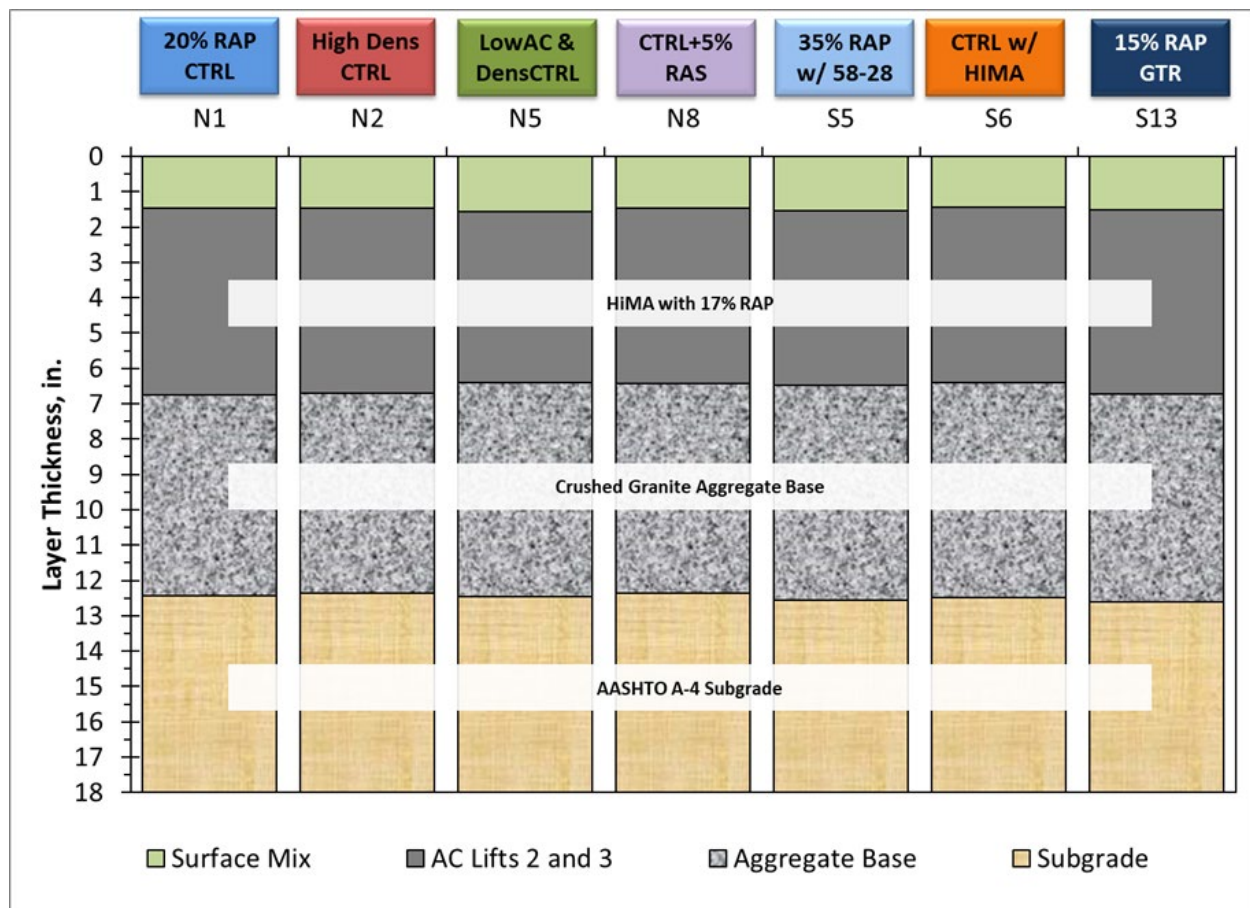 20% RAP
CTRL
High Dens
CTRL
LowAC &
DensCTRL
CTRL+5%
RAS
35% RAP
w/ 58-28
CTRL w/
HIMA
15% RAP
GTR
N1
N2
N5
N8
S5
S6
S13
Layer Thickness, in.
0
1
2
3
4
5
6
7
8
9
10
11
12
13
14
15
16
17
18
HiMA with 17% RAP
Crushed Granite Aggregate Base
AASHTO A-4 Subgrade
Surface Mix
AC Lifts 2 and 3
Aggregate Base
Subgrade